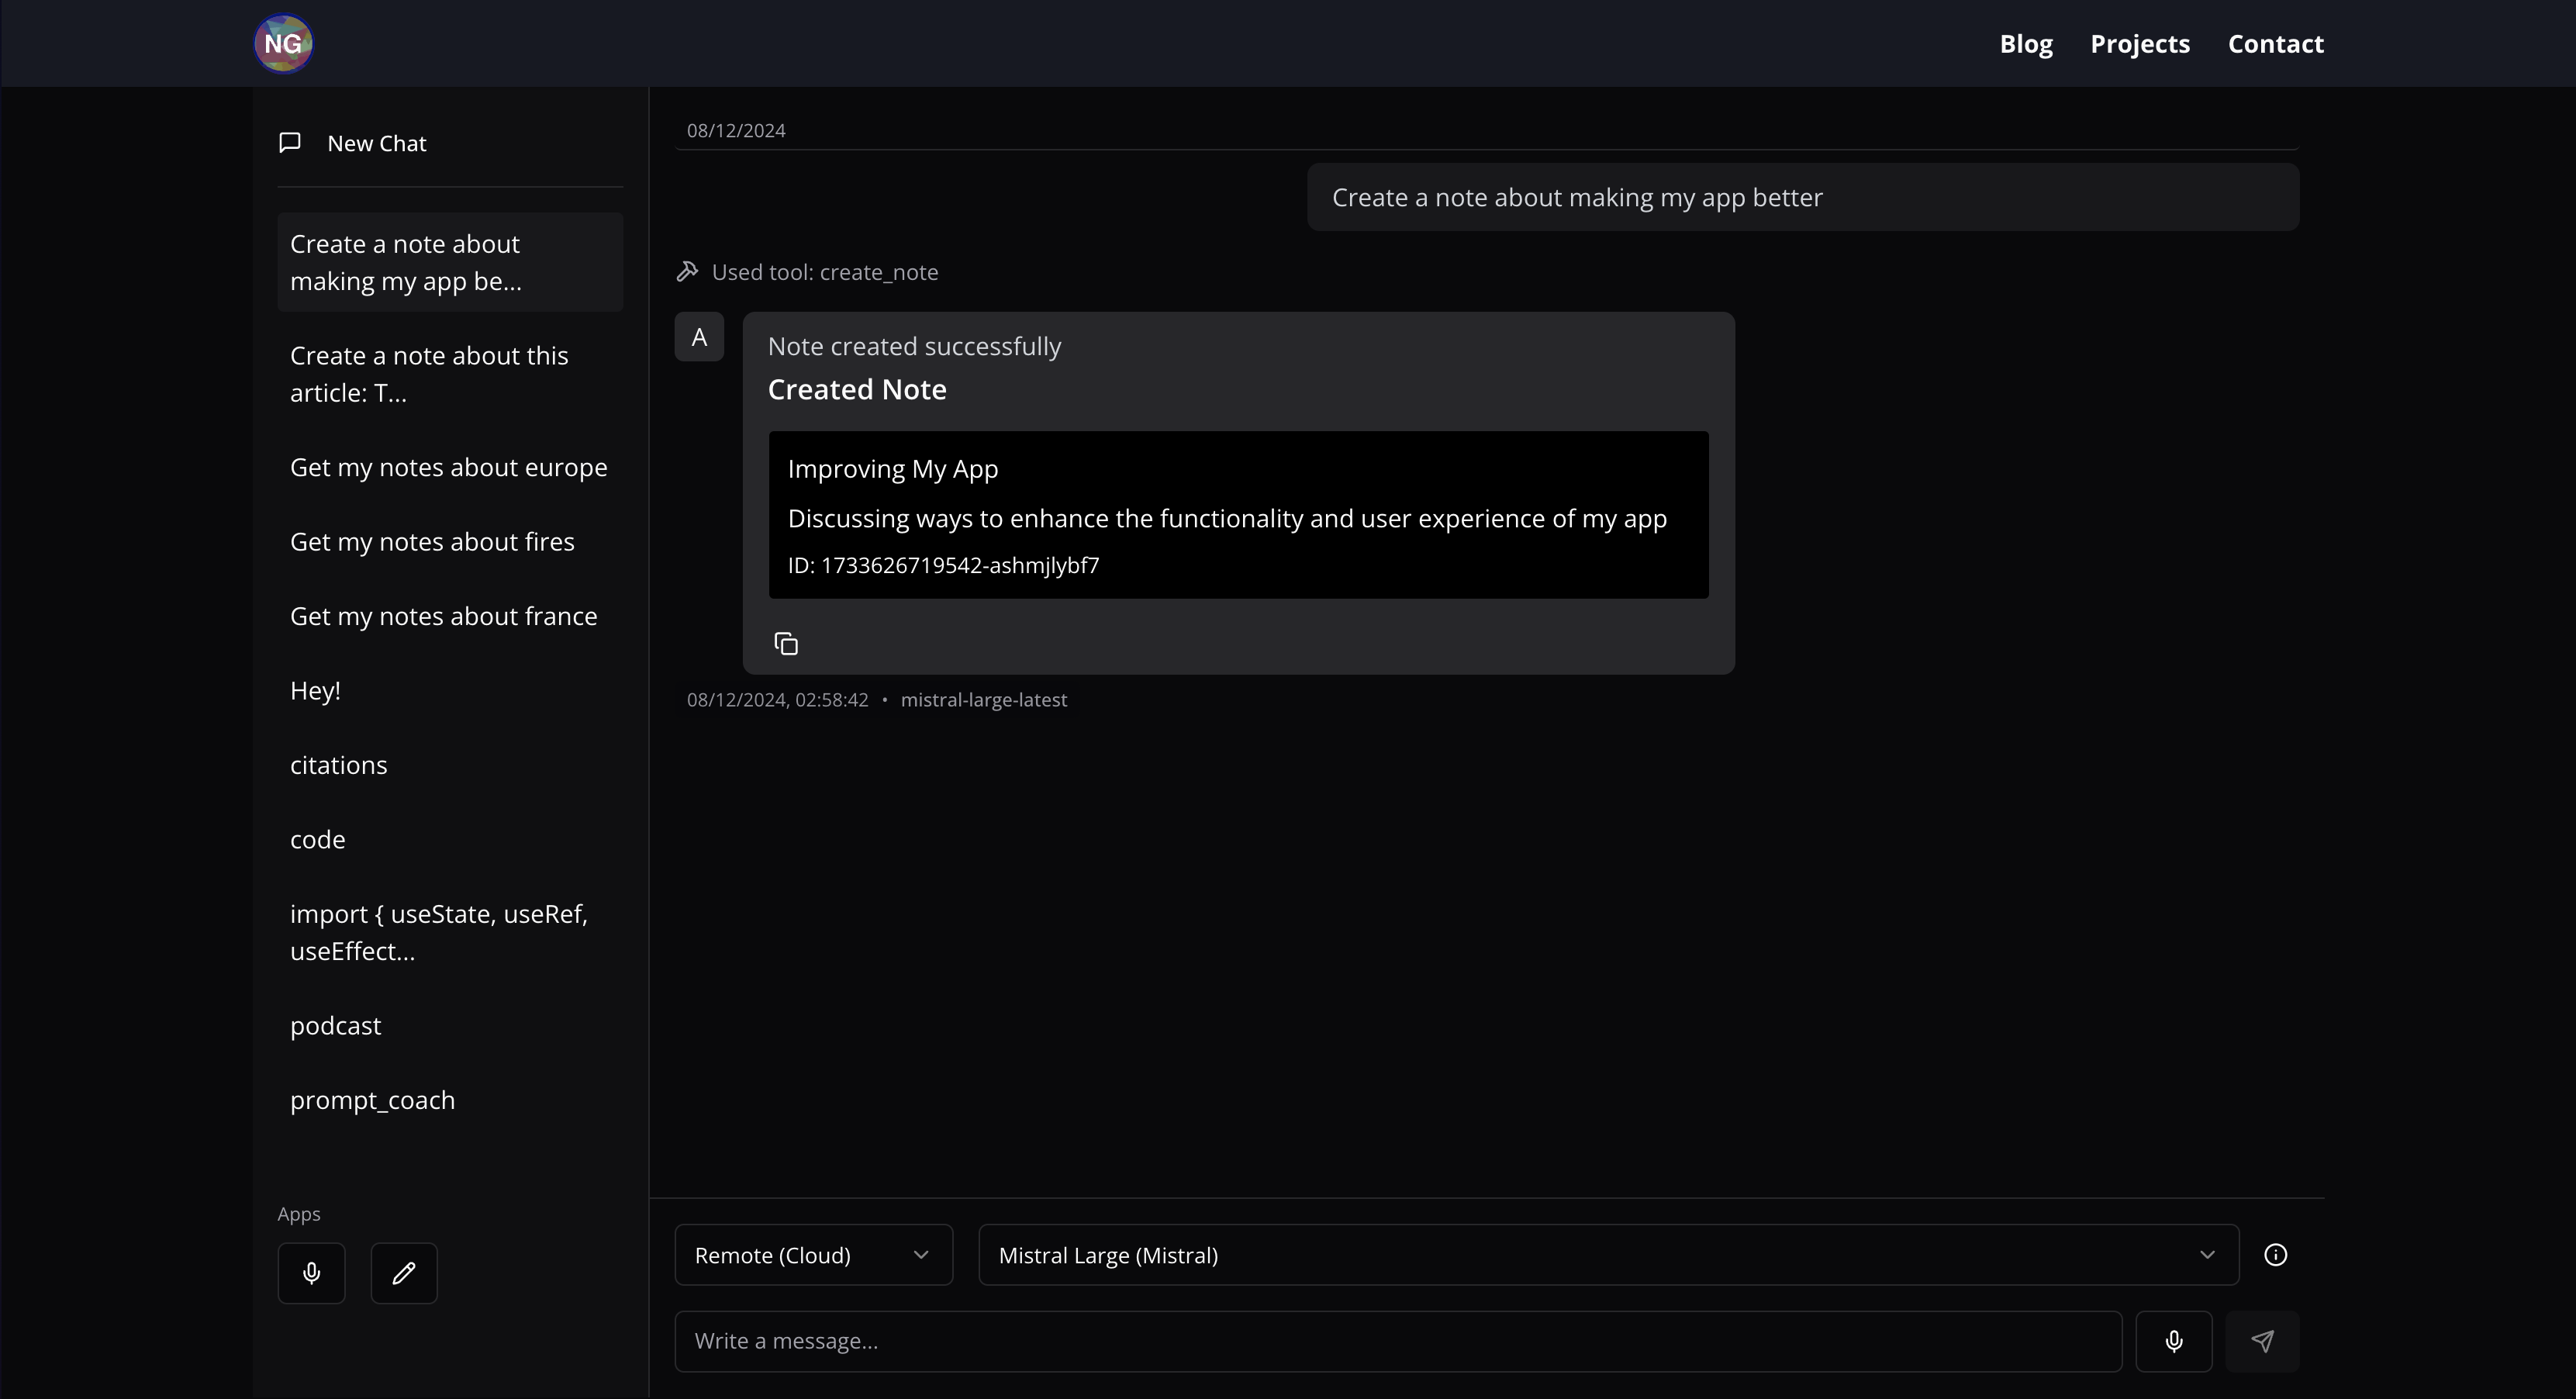 NG
Blog
Projects
Contact
New Chat
Create a note about
making my app be...
Create a note about this
article: T...
Get my notes about europe
Get my notes about fires
Get my notes about france
Hey!
citations
code
import { useState, useRef,
useEffect...
podcast
prompt_coach
Apps
08/12/2024
Create a note about making my app better
Used tool: create_note
A
Note created successfully
Created Note
Improving My App
Discussing ways to enhance the functionality and user experience of my app
ID: 1733626719542-ashmjlybf7
08/12/2024, 02:58:42 • mistral-large-latest
Remote (Cloud)
Mistral Large (Mistral)
Write a message...